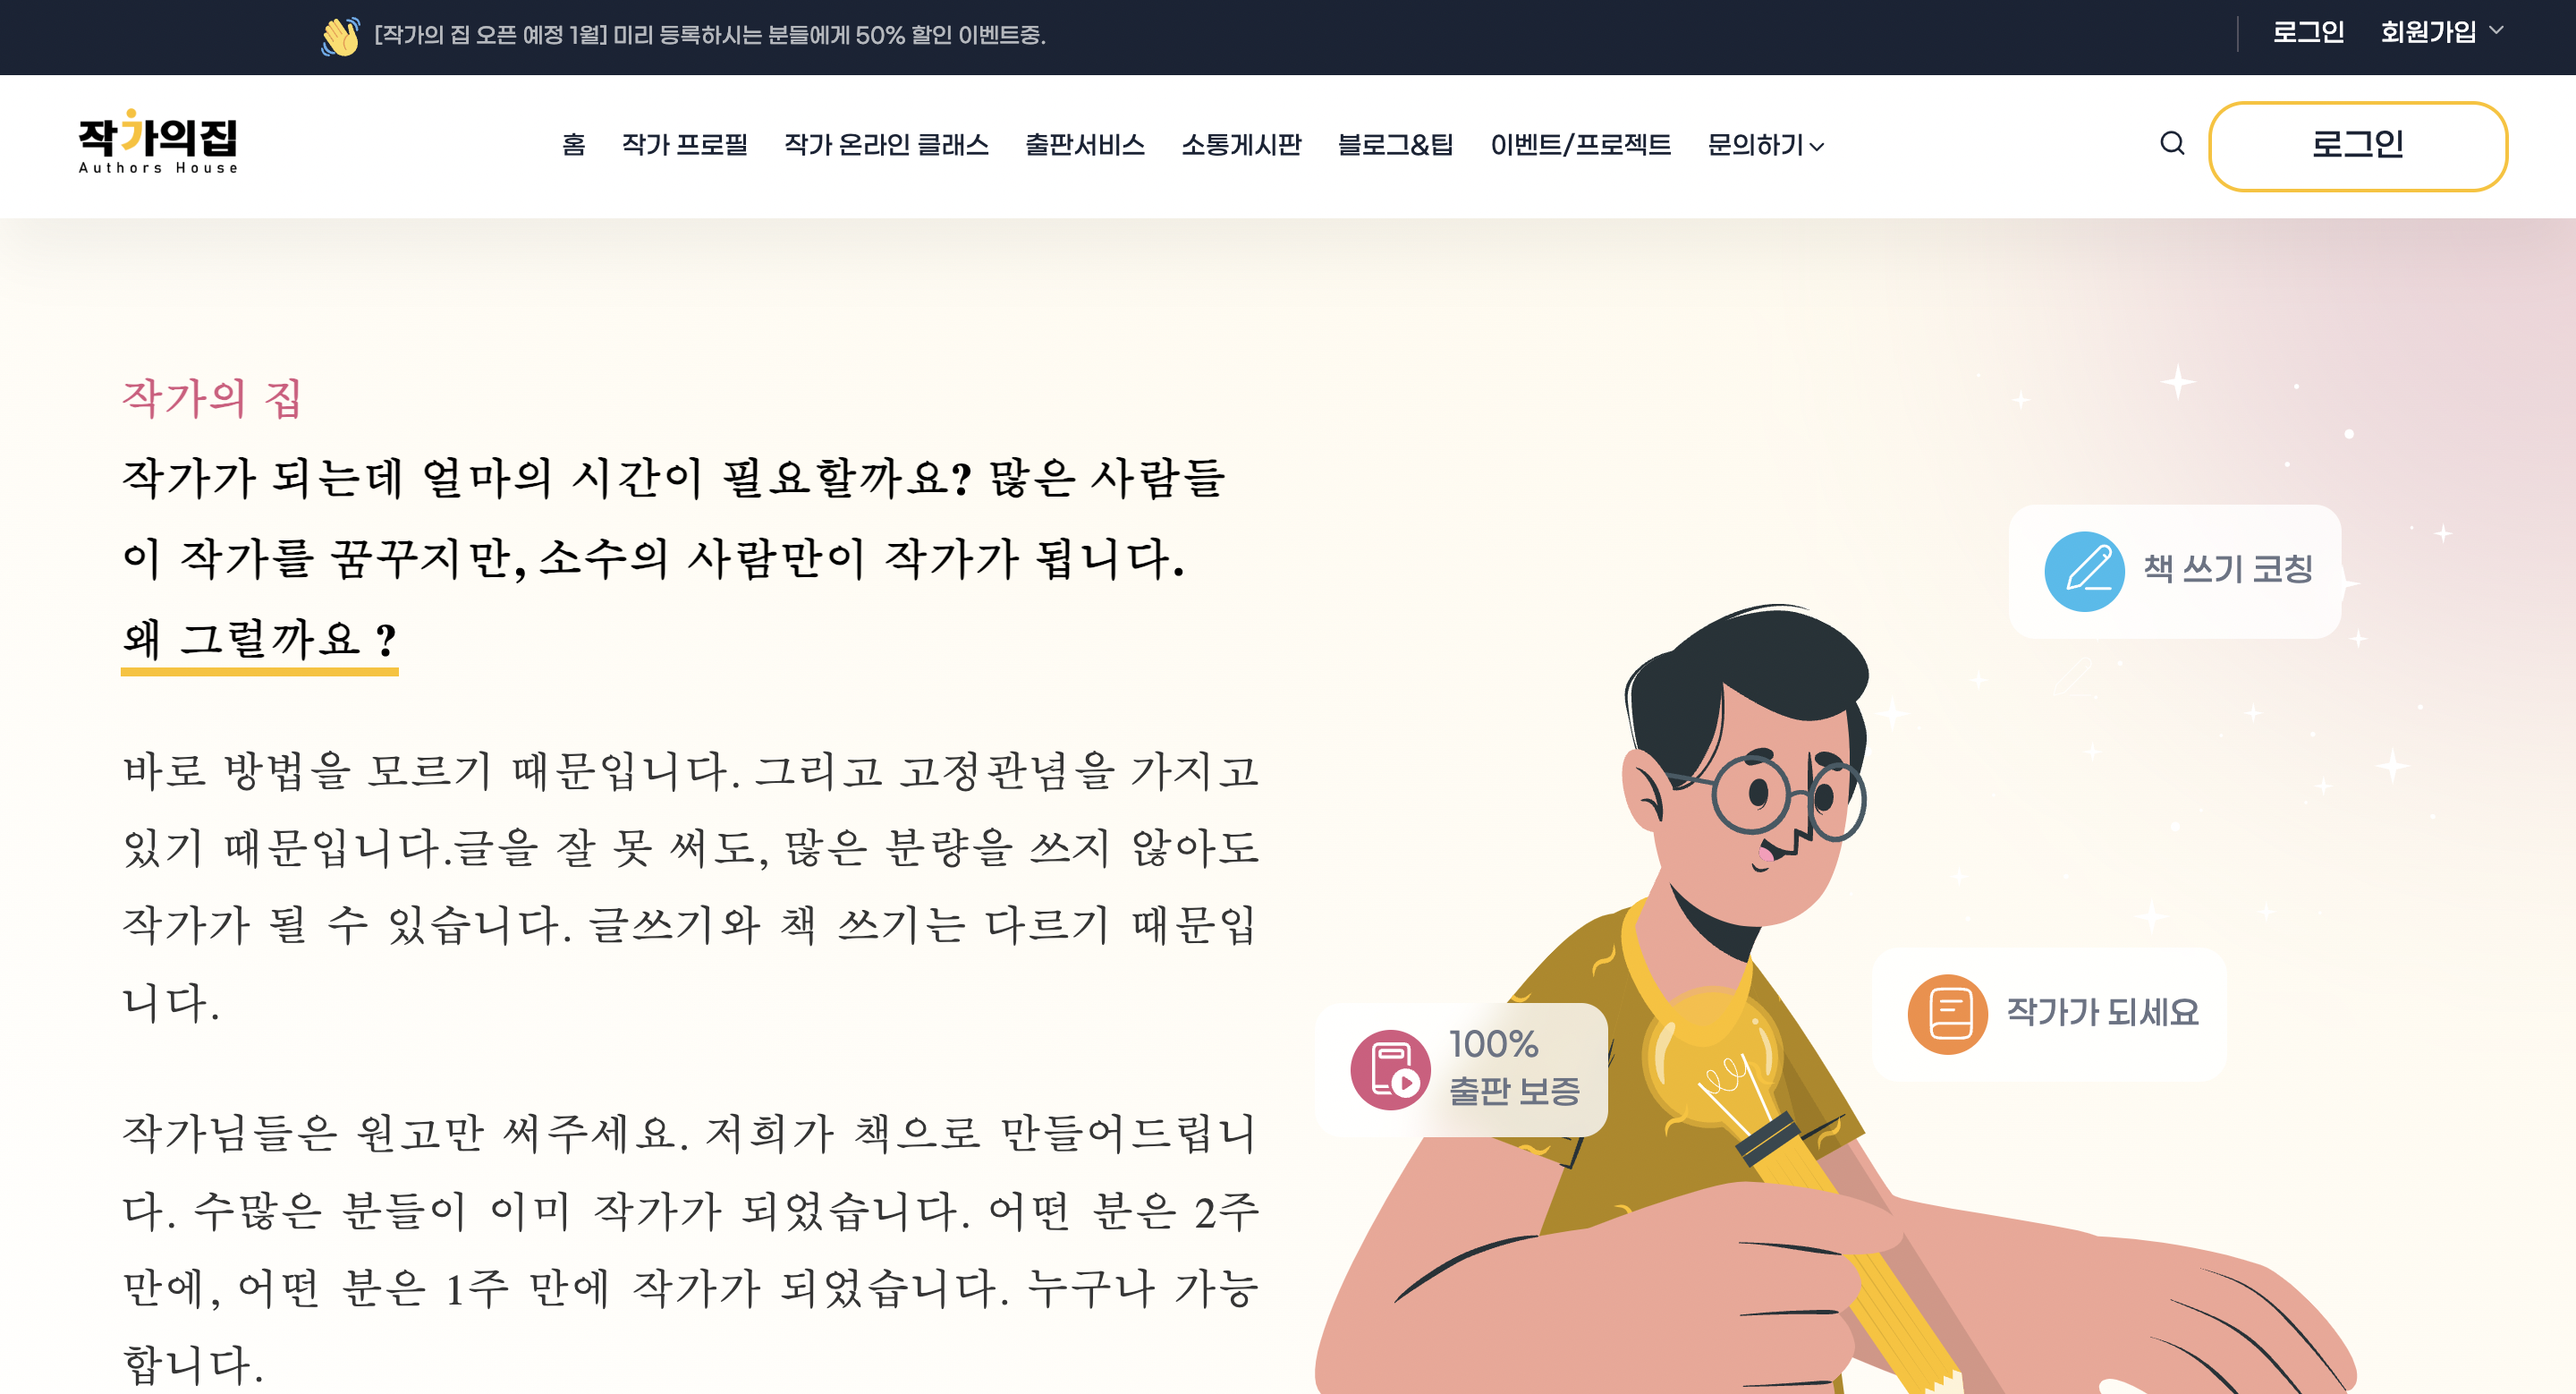 [작가의 집 오픈 예정 1월] 미리 등록하시는 분들에게 50% 할인 이벤트중.
로그인 회원가입
작가의집
Authors House
홈 작가 프로필 작가 온라인 클래스 출판서비스 소통게시판 블로그&팁 이벤트/프로젝트 문의하기
로그인
작가의 집
작가가 되는데 얼마의 시간이 필요할까요? 많은 사람들
이 작가를 꿈꾸지만, 소수의 사람만이 작가가 됩니다.
왜 그럴까요 ?
바로 방법을 모르기 때문입니다. 그리고 고정관념을 가지고
있기 때문입니다.글을 잘 못 써도, 많은 분량을 쓰지 않아도
작가가 될 수 있습니다. 글쓰기와 책 쓰기는 다르기 때문입
니다.
작가님들은 원고만 써주세요. 저희가 책으로 만들어드립니
다. 수많은 분들이 이미 작가가 되었습니다. 어떤 분은 2주
만에, 어떤 분은 1주 만에 작가가 되었습니다. 누구나 가능
합니다.
책 쓰기 코칭
작가가 되세요
100%
출판 보증